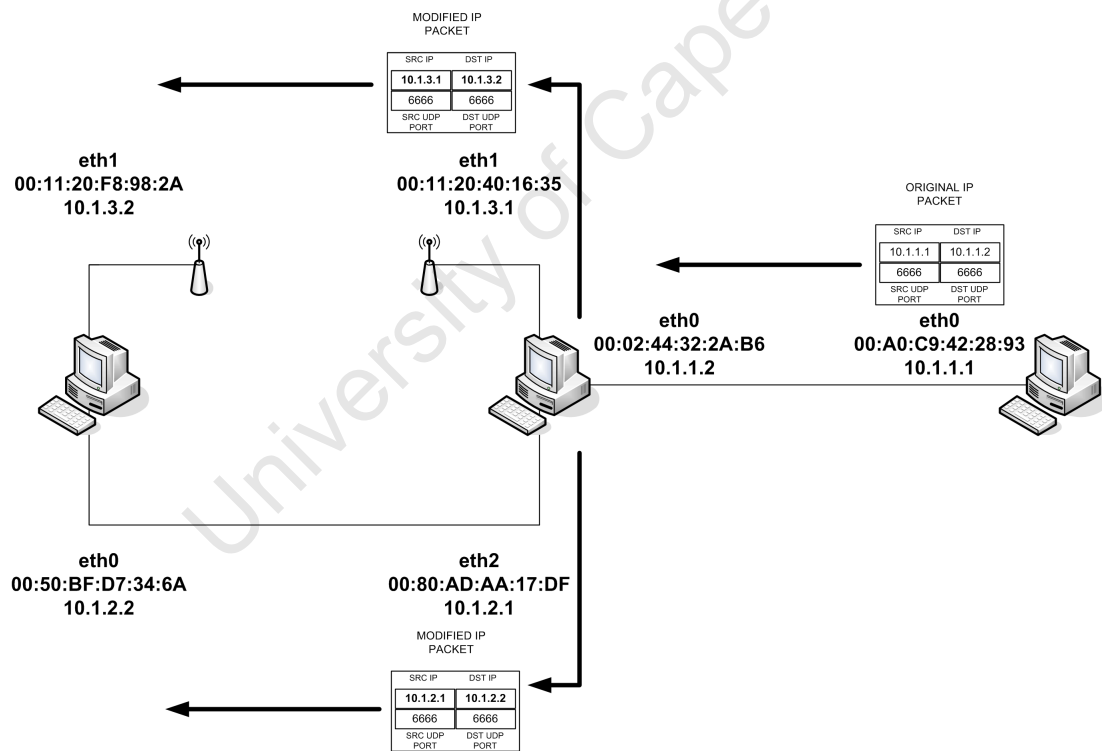 MODIFIED IP
PACKET
SRC IP DST IP
10.1.3.1 10.1.3.2
6666 6666
SRC UDP DST UDP
PORT PORT
eth1
00:11:20:F8:98:2A
10.1.3.2
eth1
00:11:20:40:16:35
10.1.3.1
ORIGINAL IP
PACKET
SRC IP DST IP
10.1.1.1 10.1.1.2
6666 6666
SRC UDP DST UDP
PORT PORT
eth0
00:02:44:32:2A:B6
10.1.1.2
eth0
00:A0:C9:42:28:93
10.1.1.1
eth0
00:50:BF:D7:34:6A
10.1.2.2
eth2
00:80:AD:AA:17:DF
10.1.2.1
MODIFIED IP
PACKET
SRC IP DST IP
10.1.2.1 10.1.2.2
6666 6666
SRC UDP DST UDP
PORT PORT
University of Cape